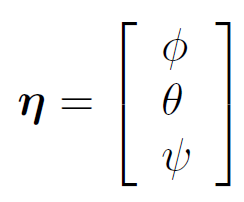 η = [ ϕ
θ
ψ ]